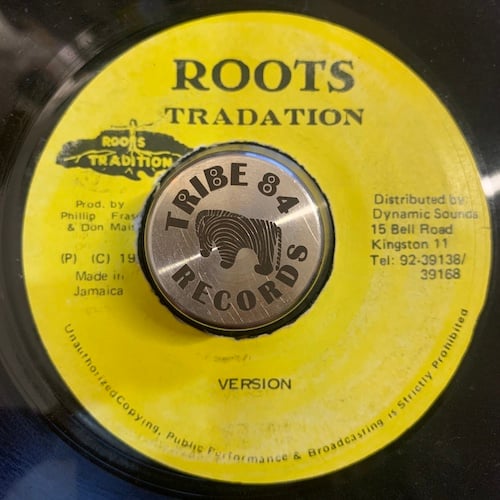 ROOTS
TRADATION
ROOTS
TRADITION
Prod. by
Phillip
& Don
(P) (C)
Made in
Jamaica
TRIBE 84
RECORDS
Distributed by
Dynamic Sounds
15 Bell Road
Kingston 11
Tel: 92-39138/
39168
VERSION
Unauthorized Copying, Public Performance & Broadcasting is Strictly Prohibited